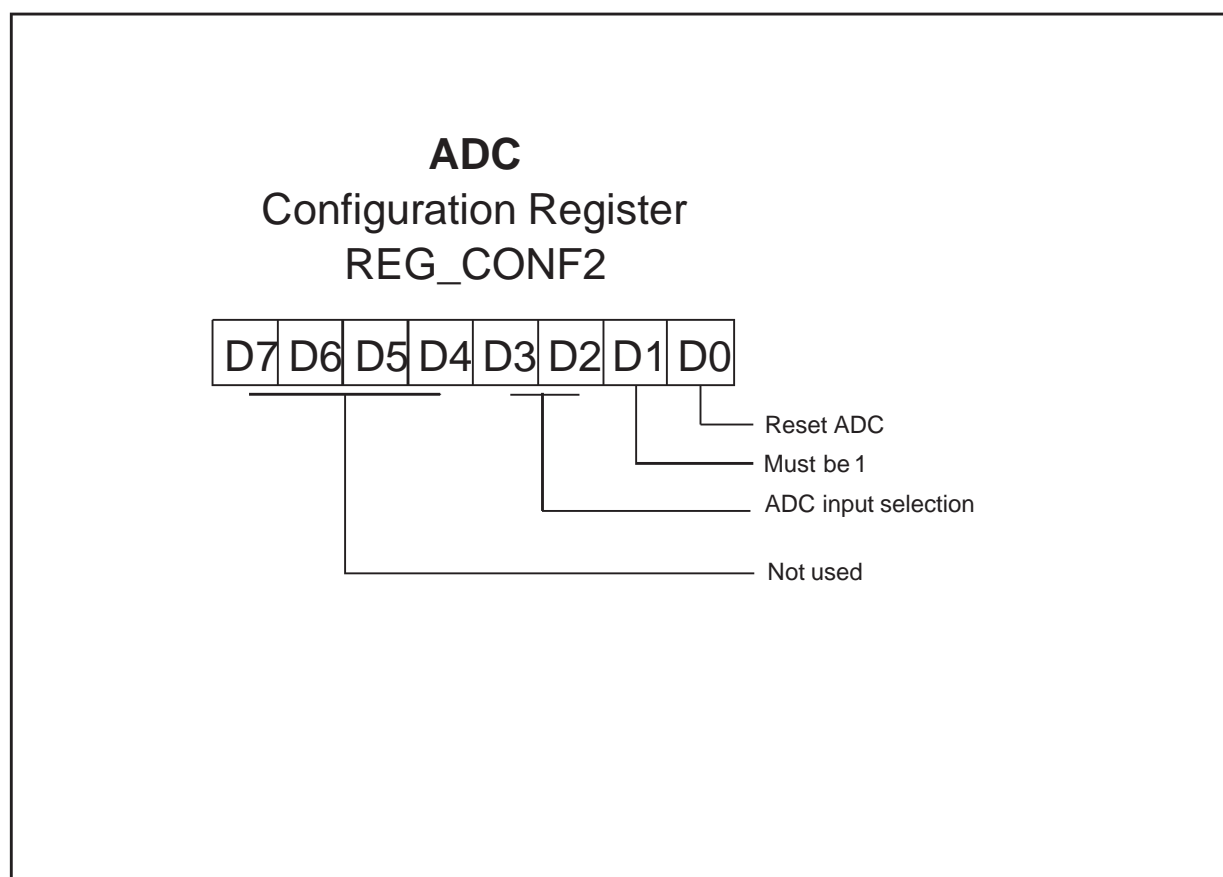 ADC
Configuration Register
REG_CONF2
D7 D6 D5 D4 D3 D2 D1 D0
Reset ADC
Must be 1
ADC input selection
Not used